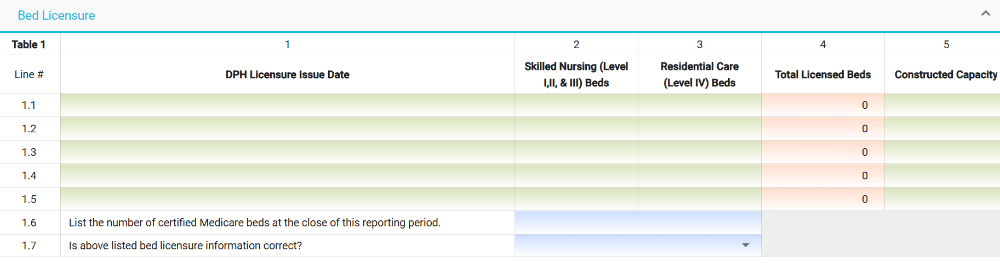 Bed Licensure
Table 1 1 2 3 4 5
Line # DPH Licensure Issue Date Skilled Nursing (Level I,II, & III) Beds Residential Care (Level IV) Beds Total Licensed Beds Constructed Capacity
1.1 0
1.2 0
1.3 0
1.4 0
1.5 0
1.6 List the number of certified Medicare beds at the close of this reporting period.
1.7 Is above listed bed licensure information correct?